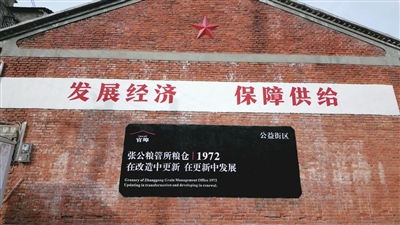 发展经济 保障供给
官埠
公益街区
张公粮管所粮仓 | 1972
在改造中更新 在更新中发展
Granary of Zhanggong Grain Management Office 1972
Updating in transformation and developing in renewal.